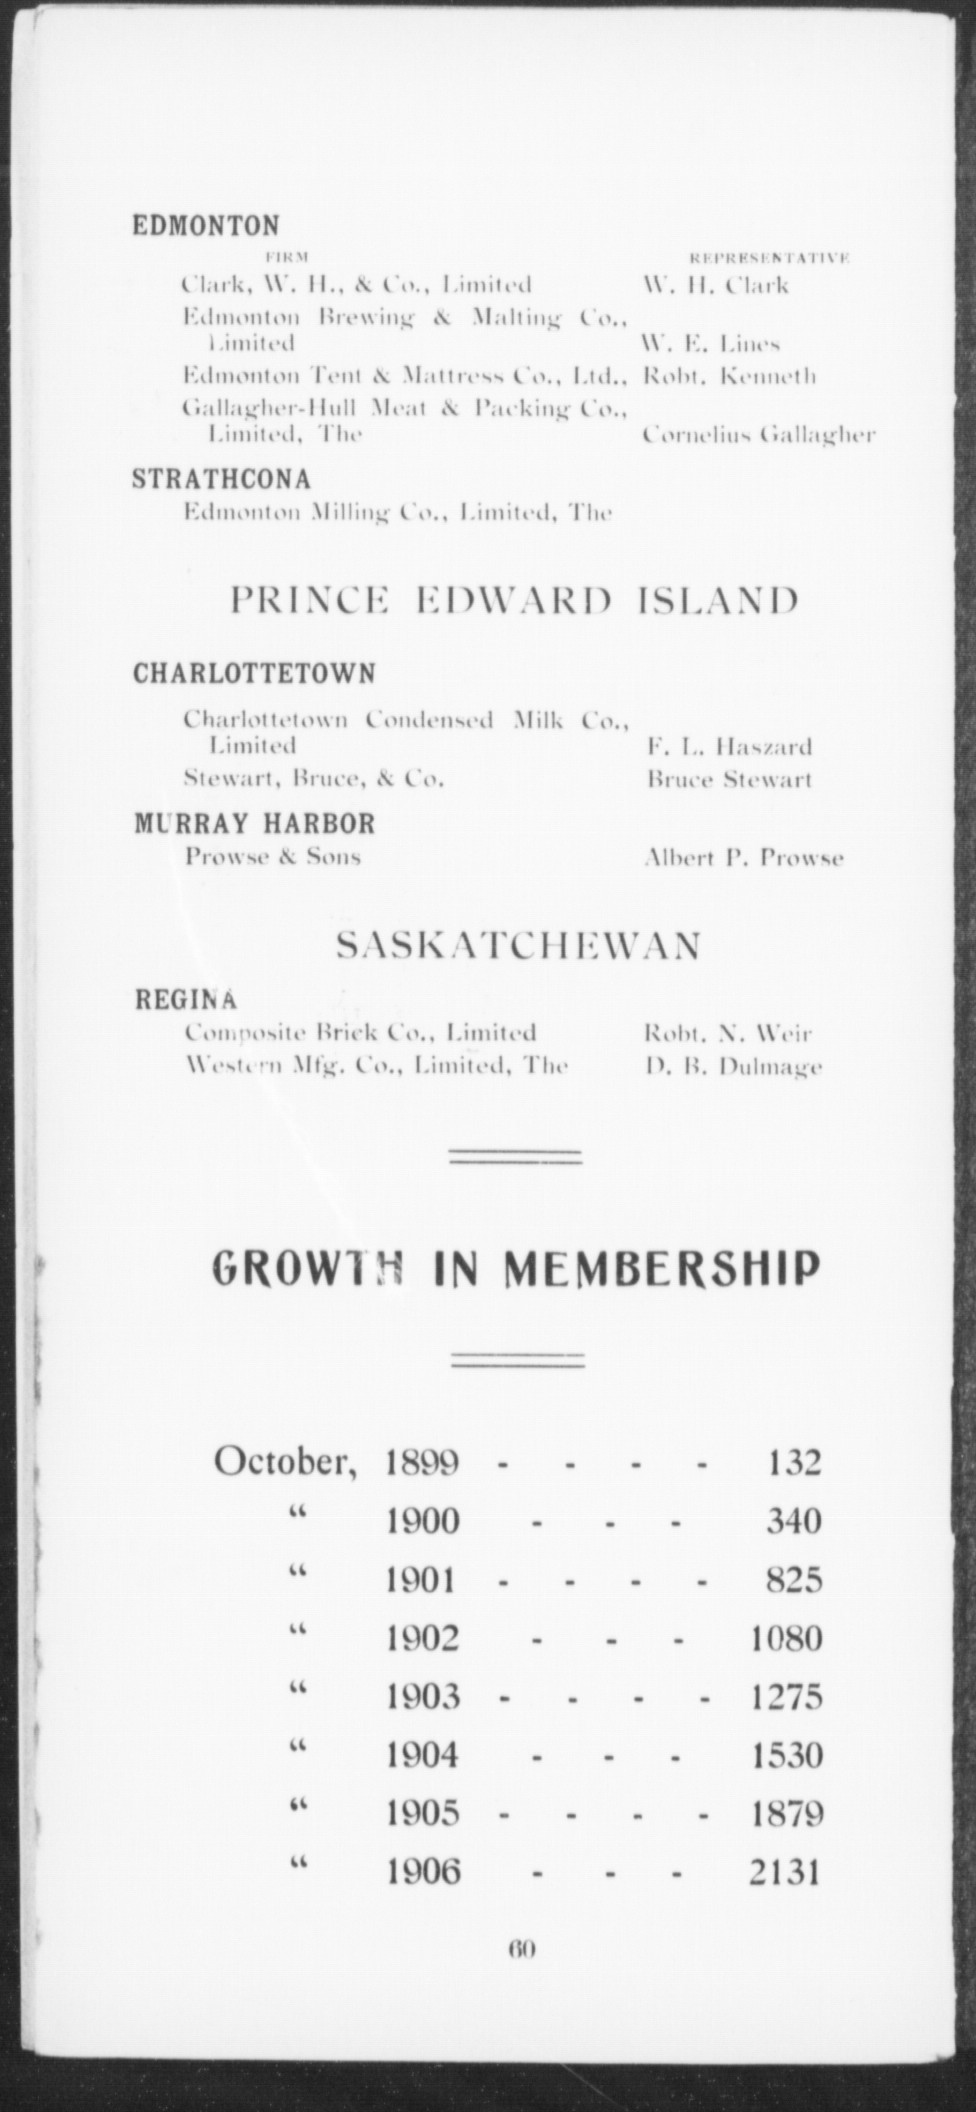 EDMONTON
FIRM REPRESENTATIVE
Clark, W. H., & Co., Limited W. H. Clark
Edmonton Brewing & Malting Co.,
Limited W. E. Lines
Edmonton Tent & Mattress Co., Ltd., Robt. Kenneth
Gallagher-Hull Meat & Packing Co.,
Limited, The Cornelius Gallagher
STRATHCONA
Edmonton Milling Co., Limited, The
PRINCE EDWARD ISLAND
CHARLOTTETOWN
Charlottetown Condensed Milk Co.,
Limited F. L. Haszard
Stewart, Bruce, & Co. Bruce Stewart
MURRAY HARBOR
Prowse & Sons Albert P. Prowse
SASKATCHEWAN
REGINA
Composite Brick Co., Limited Robt. N. Weir
Western Mfg. Co., Limited, The D. B. Dulmage
GROWTH IN MEMBERSHIP
October, 1899 - - - - 132
“ 1900 - - - 340
“ 1901 - - - - 825
“ 1902 - - - 1080
“ 1903 - - - - 1275
“ 1904 - - - 1530
“ 1905 - - - - 1879
“ 1906 - - - 2131
60